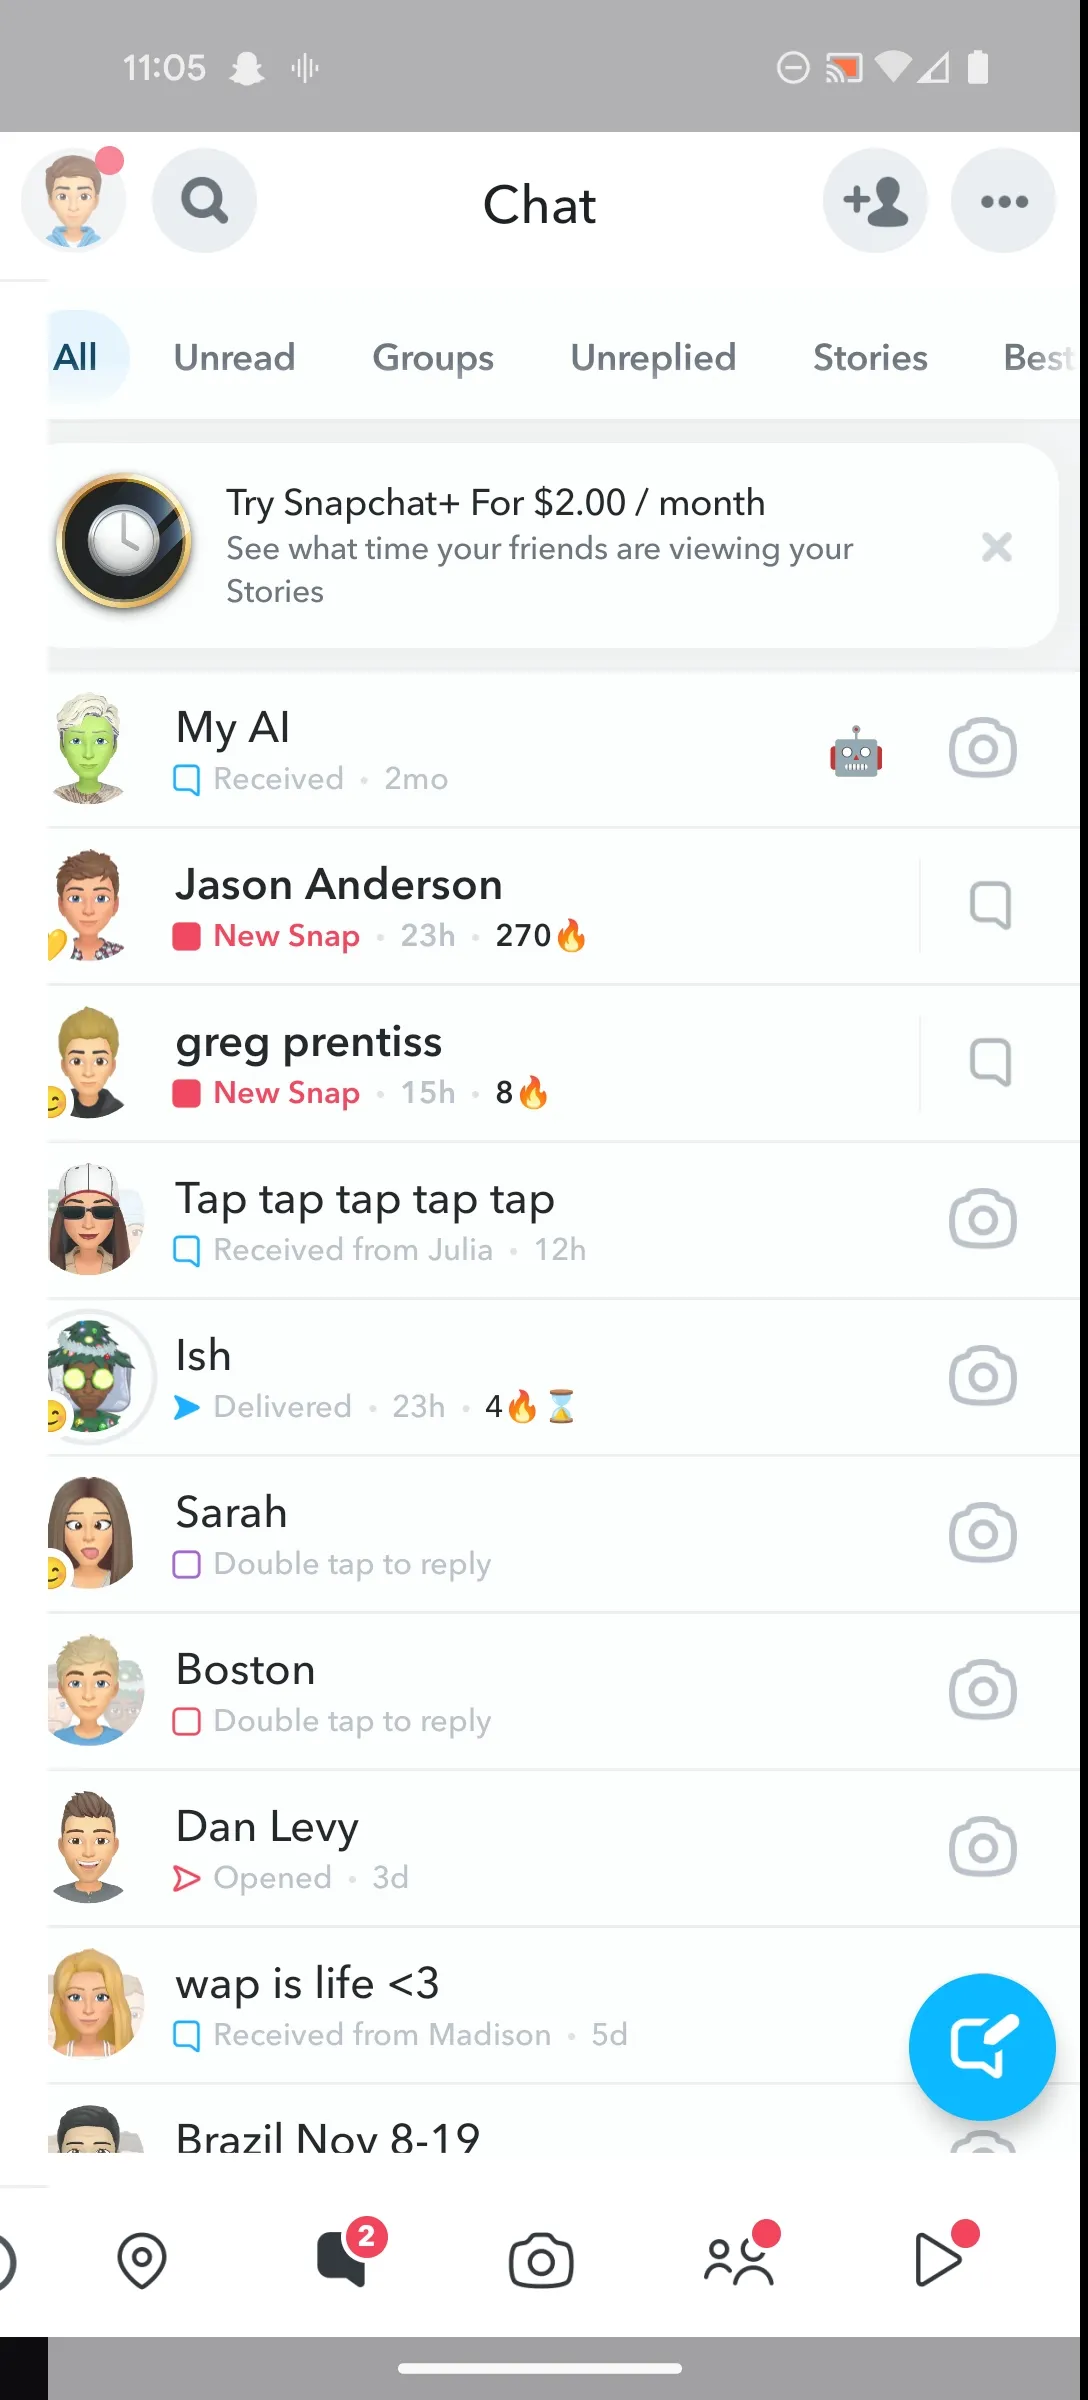 11:05
Chat
All Unread Groups Unreplied Stories Best
Try Snapchat+ For $2.00 / month
See what time your friends are viewing your
Stories
My AI
Received • 2mo
Jason Anderson
New Snap • 23h • 270🔥
greg prentiss
New Snap • 15h • 8🔥
Tap tap tap tap tap
Received from Julia • 12h
Ish
Delivered • 23h • 4🔥⌛
Sarah
Double tap to reply
Boston
Double tap to reply
Dan Levy
Opened • 3d
wap is life <3
Received from Madison • 5d
Brazil Nov 8-19
2